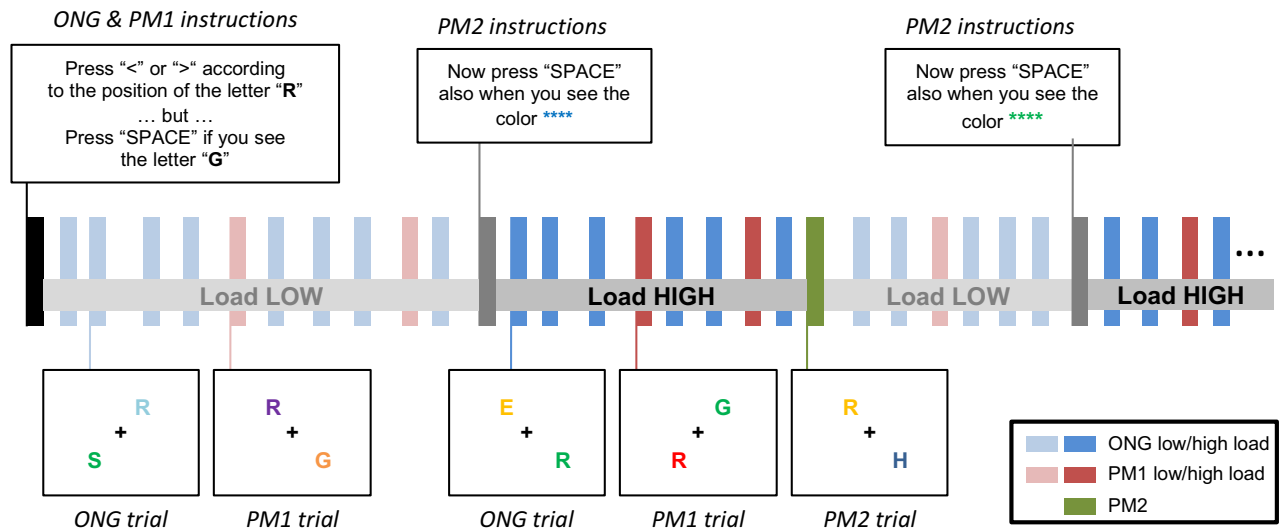 ONG & PM1 instructions
Press “<” or “>“ according
to the position of the letter “R”
… but …
Press “SPACE” if you see
the letter “G”
PM2 instructions
Now press “SPACE”
also when you see the
color ****
PM2 instructions
Now press “SPACE”
also when you see the
color ****
Load LOW
Load HIGH
Load LOW
Load HIGH
...
R
+
S
ONG trial
R
+
G
PM1 trial
E
+
R
ONG trial
G
+
R
PM1 trial
R
+
H
PM2 trial
ONG low/high load
PM1 low/high load
PM2